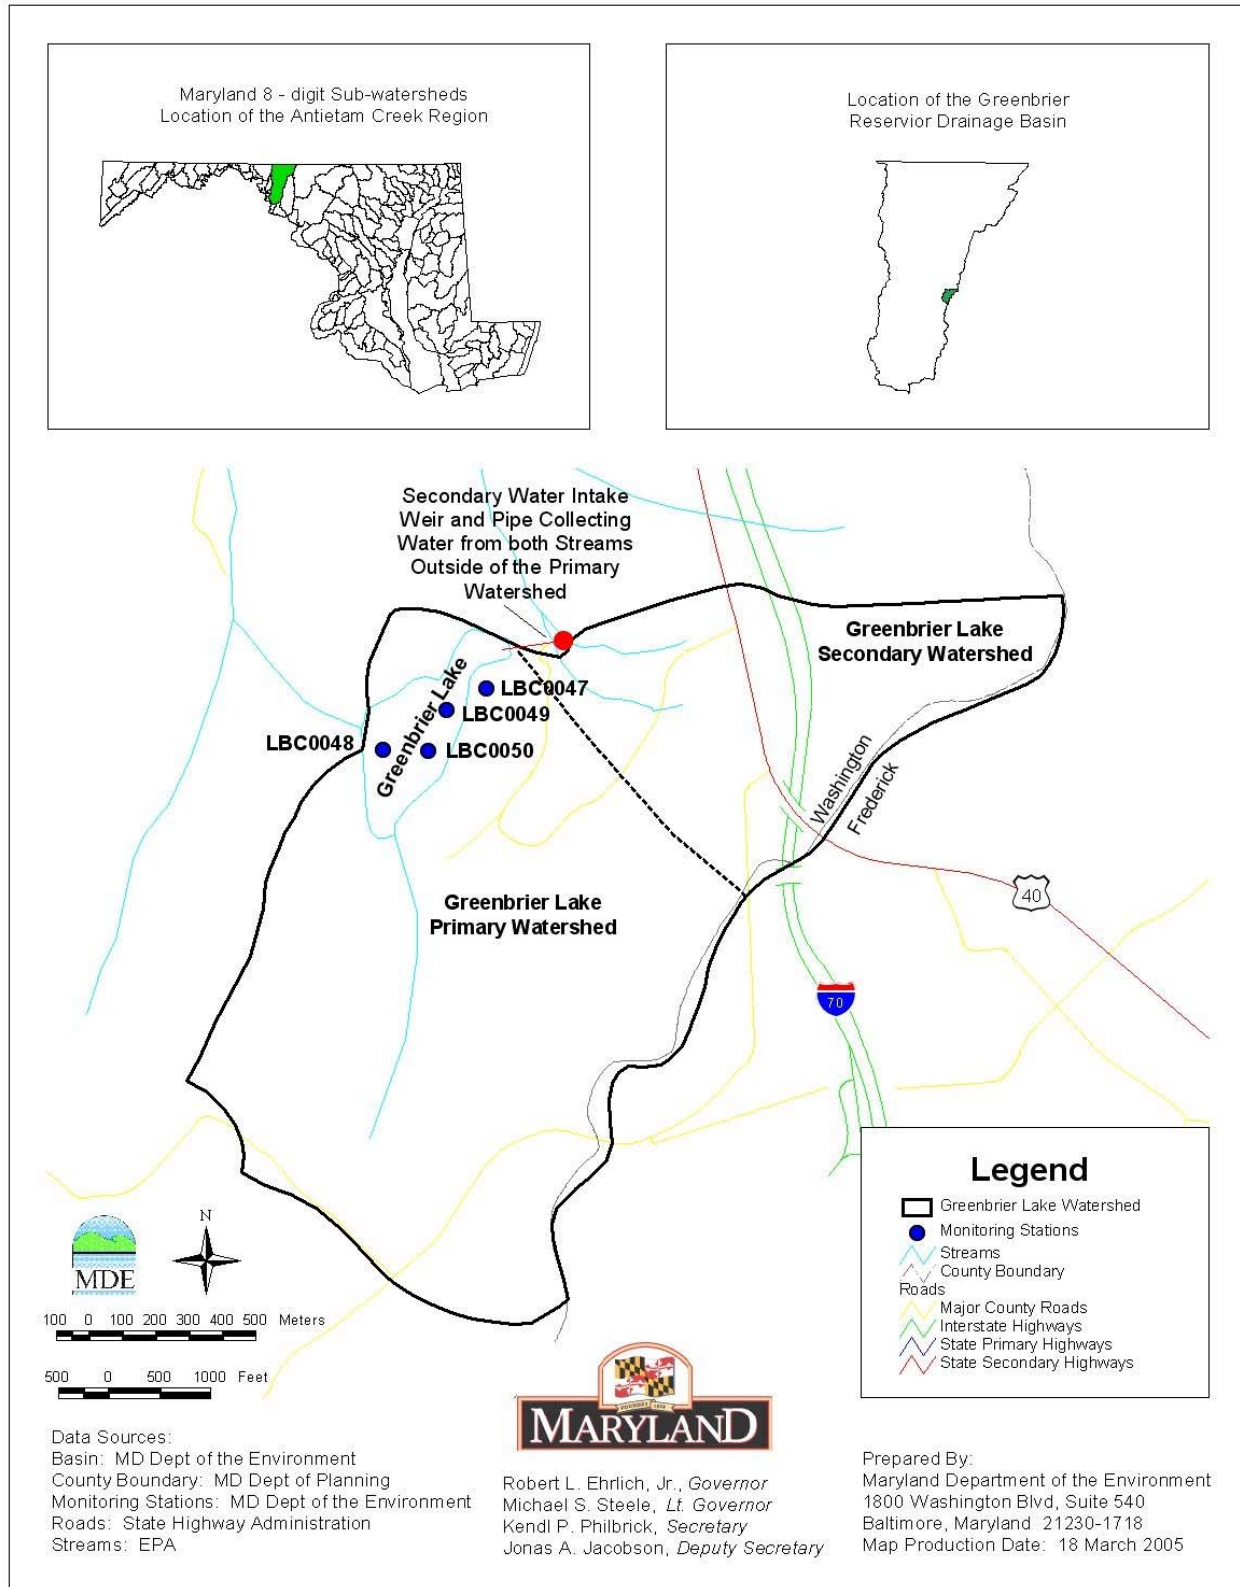 Maryland 8 - digit Sub-watersheds
Location of the Antietam Creek Region
Location of the Greenbrier
Reservior Drainage Basin
Secondary Water Intake
Weir and Pipe Collecting
Water from both Streams
Outside of the Primary
Watershed
Greenbrier Lake
Secondary Watershed
LBC0047
LBC0049
LBC0048
LBC0050
Greenbrier Lake
Washington
Frederick
Greenbrier Lake
Primary Watershed
40
70
Legend
Greenbrier Lake Watershed
Monitoring Stations
Streams
County Boundary
Roads
Major County Roads
Interstate Highways
State Primary Highways
State Secondary Highways
MDE
N
100 0 100 200 300 400 500 Meters
500 0 500 1000 Feet
MARYLAND
Data Sources:
Basin: MD Dept of the Environment
County Boundary: MD Dept of Planning
Monitoring Stations: MD Dept of the Environment
Roads: State Highway Administration
Streams: EPA
Robert L. Ehrlich, Jr., Governor
Michael S. Steele, Lt. Governor
Kendl P. Philbrick, Secretary
Jonas A. Jacobson, Deputy Secretary
Prepared By:
Maryland Department of the Environment
1800 Washington Blvd, Suite 540
Baltimore, Maryland 21230-1718
Map Production Date: 18 March 2005